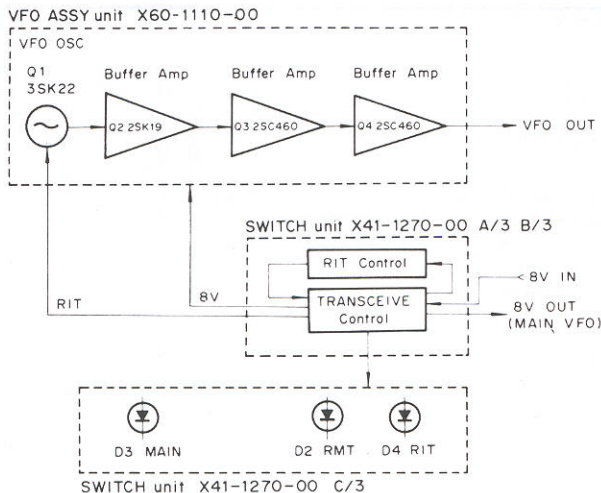 VFO ASSY unit X60-1110-00
VFO OSC
Q1
3SK22
Buffer Amp
Buffer Amp
Buffer Amp
Q2 2SK19
Q3 2SC460
Q4 2SC460
VFO OUT
SWITCH unit X41-1270-00 A/3 B/3
RIT Control
8V IN
TRANSCEIVE
Control
RIT
8V
8V OUT
(MAIN VFO)
D3 MAIN
D2 RMT
D4 RIT
SWITCH unit X41-1270-00 C/3